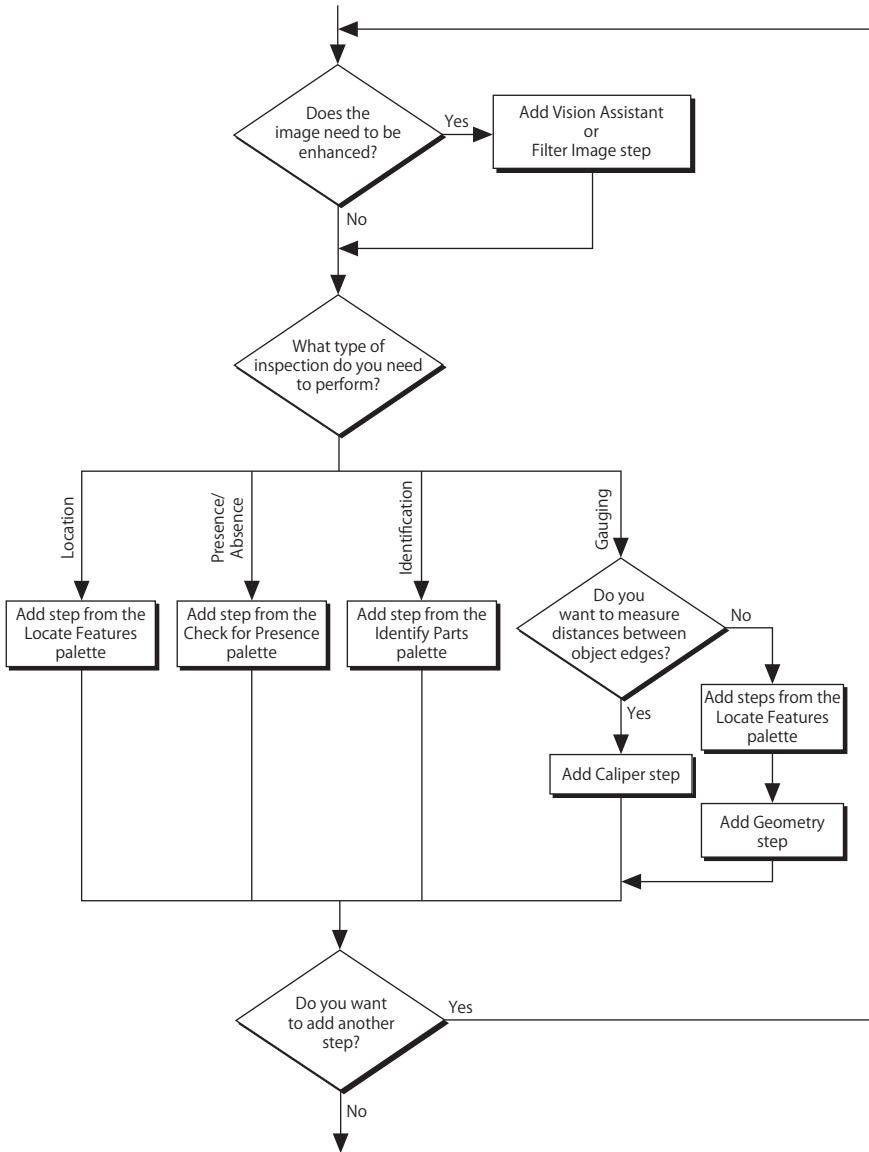 Does the
image need to be
enhanced?
Yes
Add Vision Assistant
or
Filter Image step
No
What type of
inspection do you need
to perform?
Location
Presence/
Absence
Identification
Gauging
Add step from the
Locate Features
palette
Add step from the
Check for Presence
palette
Add step from the
Identify Parts
palette
Do you
want to measure
distances between
object edges?
No
Yes
Add steps from the
Locate Features
palette
Add Caliper step
Add Geometry
step
Do you want
to add another
step?
Yes
No